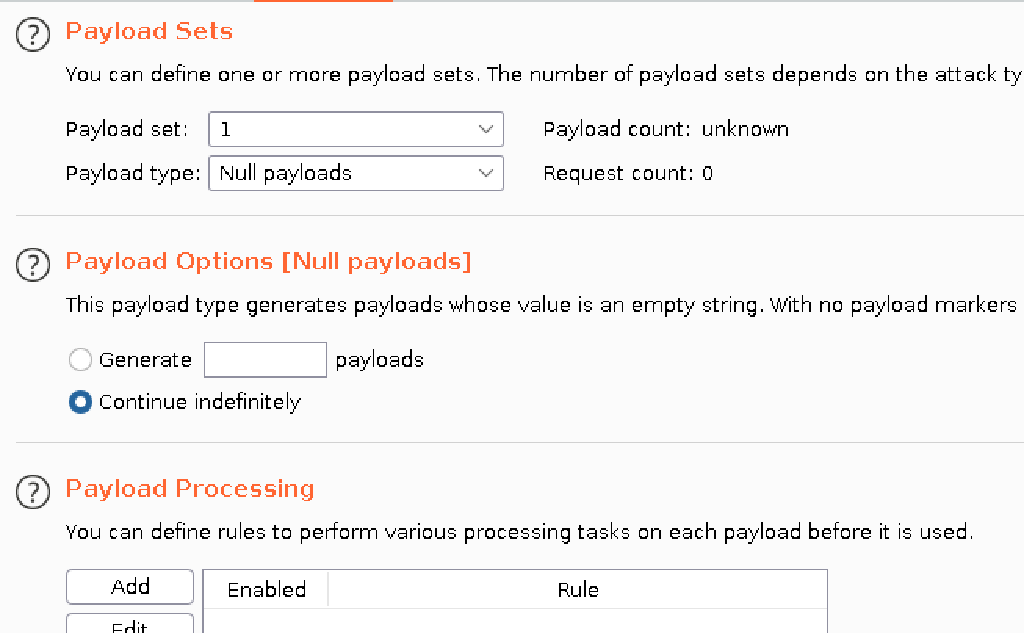 Payload Sets
You can define one or more payload sets. The number of payload sets depends on the attack ty
Payload set: 1 Payload count: unknown
Payload type: Null payloads Request count: 0
Payload Options [Null payloads]
This payload type generates payloads whose value is an empty string. With no payload markers
Generate payloads
Continue indefinitely
Payload Processing
You can define rules to perform various processing tasks on each payload before it is used.
Add Enabled Rule
Edit